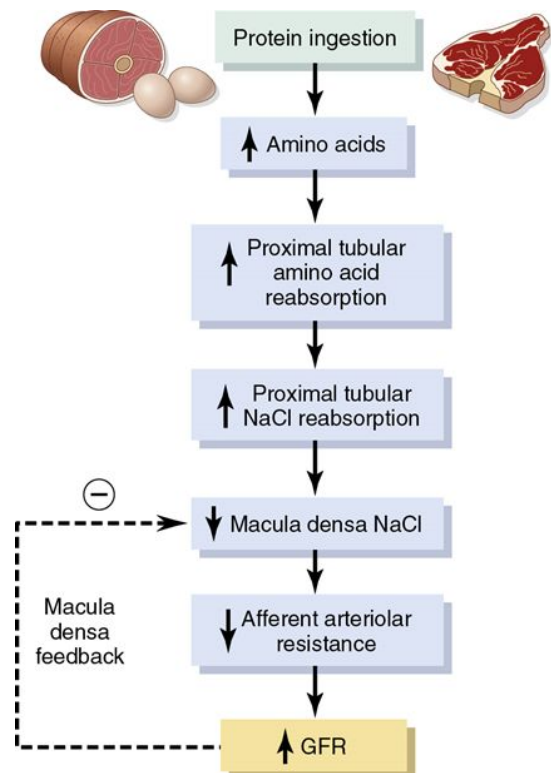 Protein ingestion
↑ Amino acids
↑ Proximal tubular
amino acid
reabsorption
↑ Proximal tubular
NaCl reabsorption
−
↓ Macula densa NaCl
Macula
densa
feedback
↓ Afferent arteriolar
resistance
↑ GFR